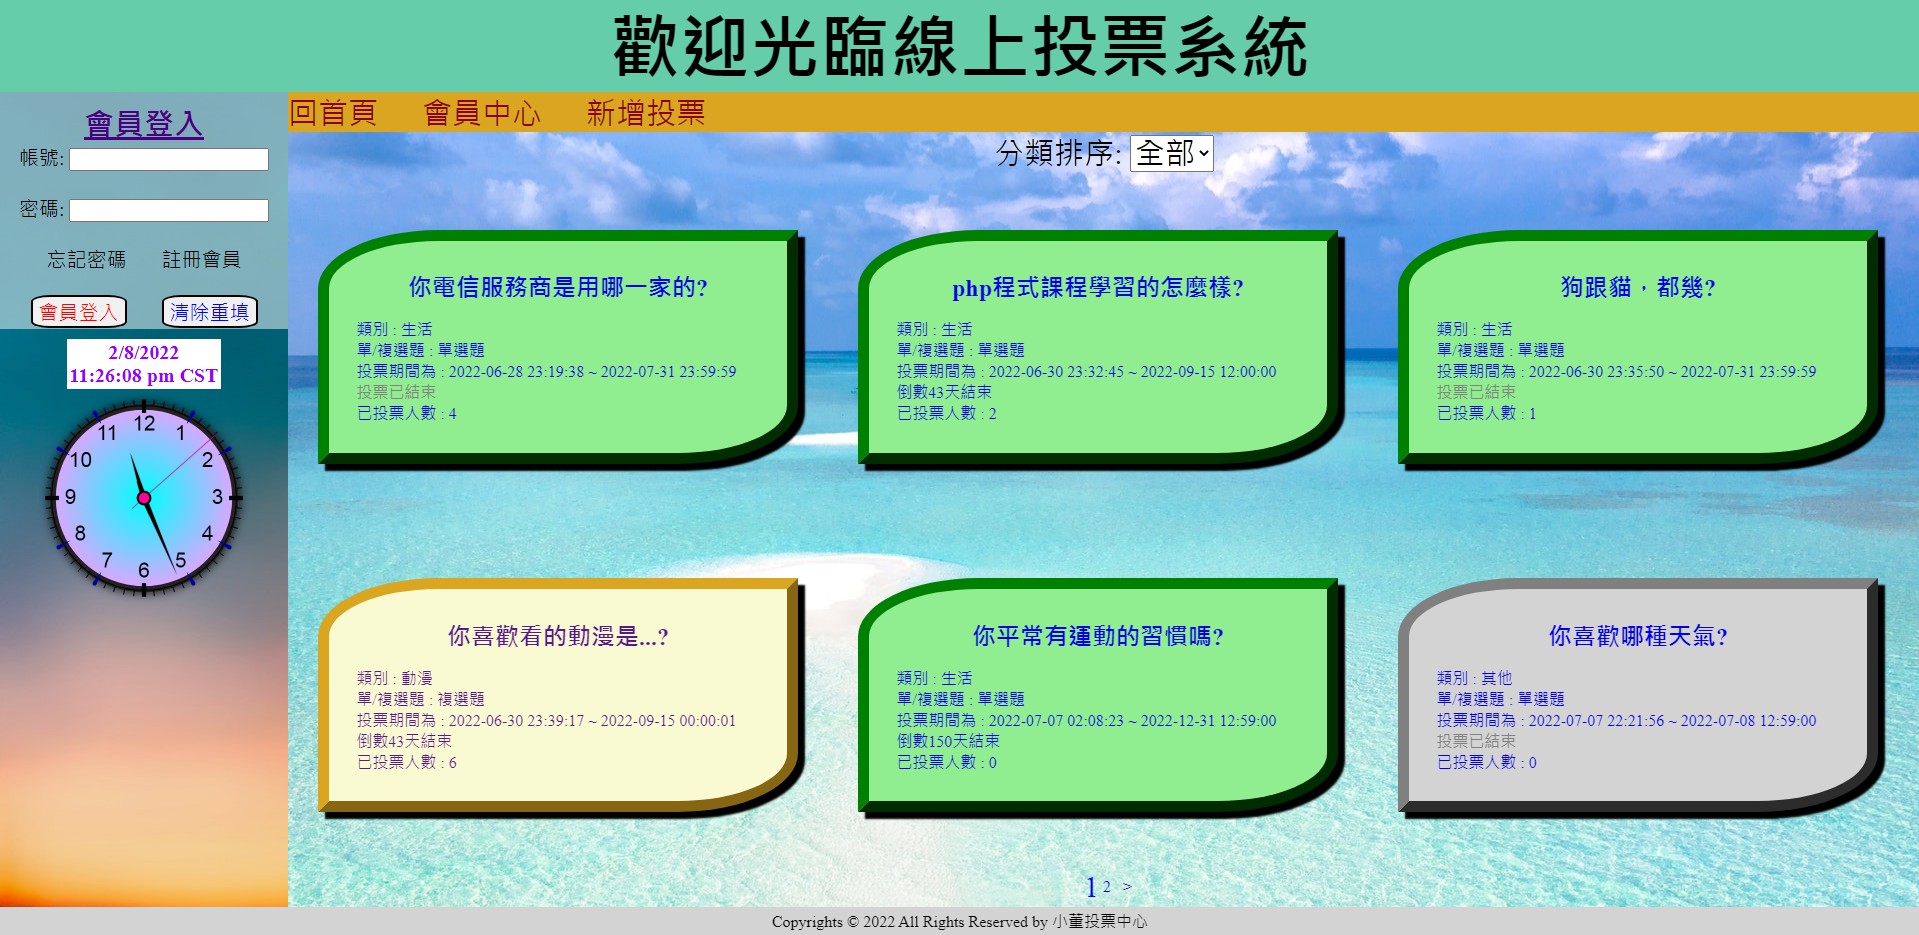 歡迎光臨線上投票系統
會員登入
帳號:
密碼:
忘記密碼 註冊會員
會員登入 清除重填
2/8/2022
11:26:08 pm CST
12
1
2
3
4
5
6
7
8
9
10
11
回首頁 會員中心 新增投票
分類排序: 全部
你電信服務商是用哪一家的?
類別 : 生活
單/複選題 : 單選題
投票期間為 : 2022-06-28 23:19:38 ~ 2022-07-31 23:59:59
投票已結束
已投票人數 : 4
php程式課程學習的怎麼樣?
類別 : 生活
單/複選題 : 單選題
投票期間為 : 2022-06-30 23:32:45 ~ 2022-09-15 12:00:00
倒數43天結束
已投票人數 : 2
狗跟貓，都幾?
類別 : 生活
單/複選題 : 單選題
投票期間為 : 2022-06-30 23:35:50 ~ 2022-07-31 23:59:59
投票已結束
已投票人數 : 1
你喜歡看的動漫是...?
類別 : 動漫
單/複選題 : 複選題
投票期間為 : 2022-06-30 23:39:17 ~ 2022-09-15 00:00:01
倒數43天結束
已投票人數 : 6
你平常有運動的習慣嗎?
類別 : 生活
單/複選題 : 單選題
投票期間為 : 2022-07-07 02:08:23 ~ 2022-12-31 12:59:00
倒數150天結束
已投票人數 : 0
你喜歡哪種天氣?
類別 : 其他
單/複選題 : 單選題
投票期間為 : 2022-07-07 22:21:56 ~ 2022-07-08 12:59:00
投票已結束
已投票人數 : 0
1 2 >
Copyrights © 2022 All Rights Reserved by 小董投票中心